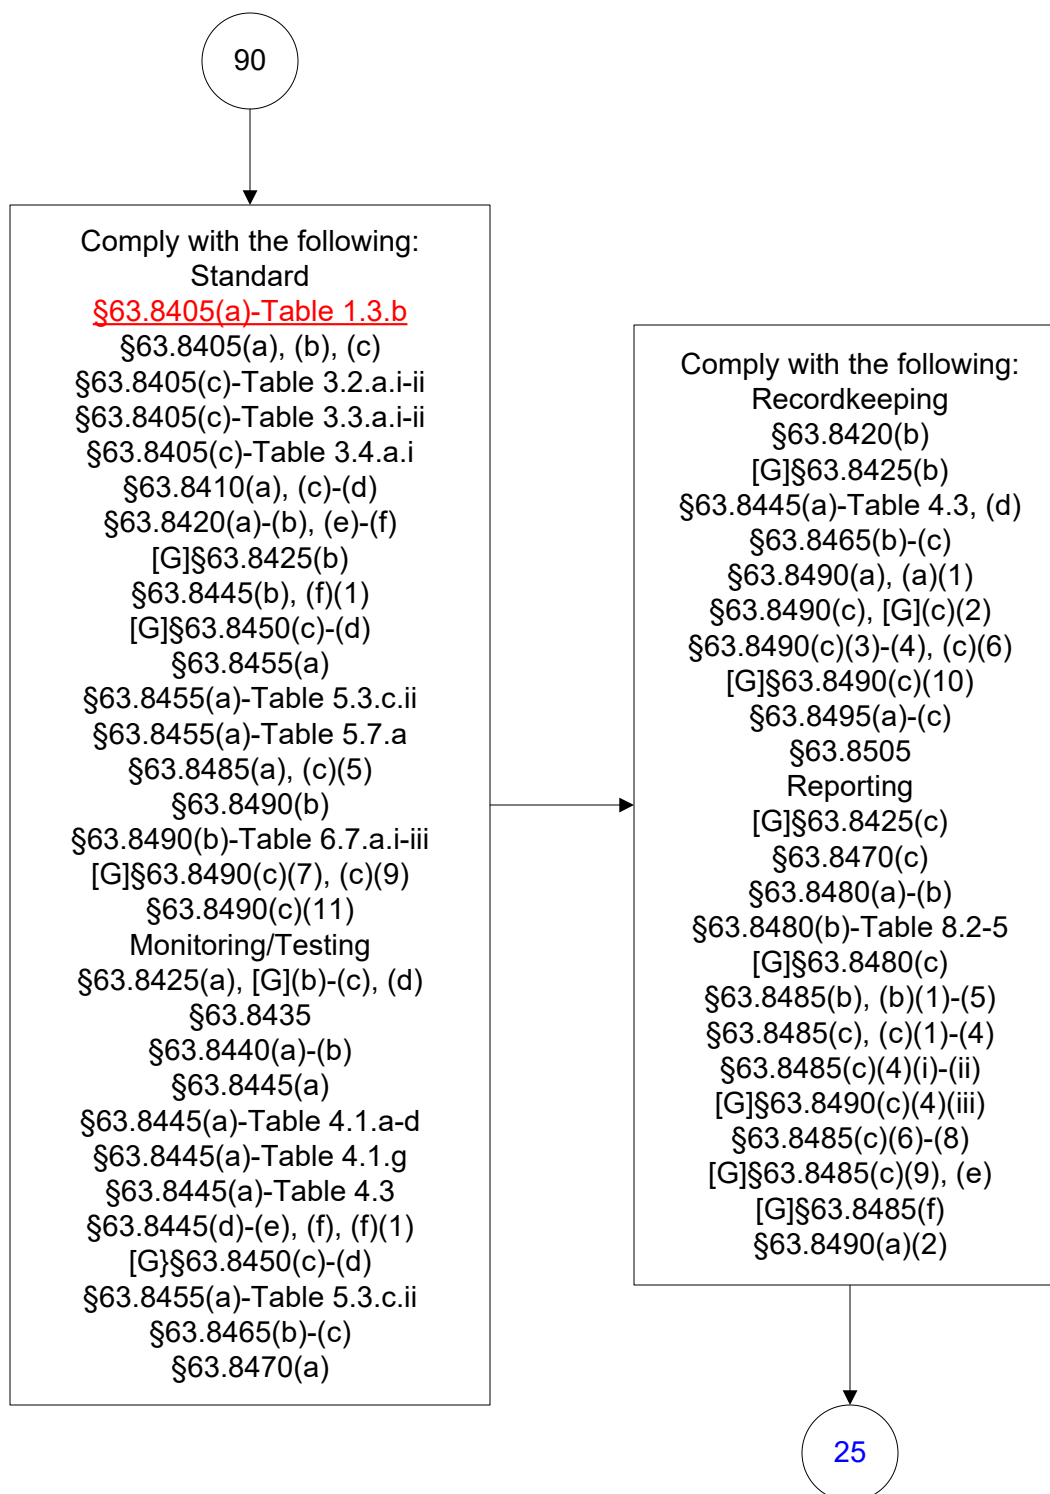 90
Comply with the following:
Standard
§63.8405(a)-Table 1.3.b
§63.8405(a), (b), (c)
§63.8405(c)-Table 3.2.a.i-ii
§63.8405(c)-Table 3.3.a.i-ii
§63.8405(c)-Table 3.4.a.i
§63.8410(a), (c)-(d)
§63.8420(a)-(b), (e)-(f)
[G]§63.8425(b)
§63.8445(b), (f)(1)
[G]§63.8450(c)-(d)
§63.8455(a)
§63.8455(a)-Table 5.3.c.ii
§63.8455(a)-Table 5.7.a
§63.8485(a), (c)(5)
§63.8490(b)
§63.8490(b)-Table 6.7.a.i-iii
[G]§63.8490(c)(7), (c)(9)
§63.8490(c)(11)
Monitoring/Testing
§63.8425(a), [G](b)-(c), (d)
§63.8435
§63.8440(a)-(b)
§63.8445(a)
§63.8445(a)-Table 4.1.a-d
§63.8445(a)-Table 4.1.g
§63.8445(a)-Table 4.3
§63.8445(d)-(e), (f), (f)(1)
[G}§63.8450(c)-(d)
§63.8455(a)-Table 5.3.c.ii
§63.8465(b)-(c)
§63.8470(a)
Comply with the following:
Recordkeeping
§63.8420(b)
[G]§63.8425(b)
§63.8445(a)-Table 4.3, (d)
§63.8465(b)-(c)
§63.8490(a), (a)(1)
§63.8490(c), [G](c)(2)
§63.8490(c)(3)-(4), (c)(6)
[G]§63.8490(c)(10)
§63.8495(a)-(c)
§63.8505
Reporting
[G]§63.8425(c)
§63.8470(c)
§63.8480(a)-(b)
§63.8480(b)-Table 8.2-5
[G]§63.8480(c)
§63.8485(b), (b)(1)-(5)
§63.8485(c), (c)(1)-(4)
§63.8485(c)(4)(i)-(ii)
[G]§63.8490(c)(4)(iii)
§63.8485(c)(6)-(8)
[G]§63.8485(c)(9), (e)
[G]§63.8485(f)
§63.8490(a)(2)
25